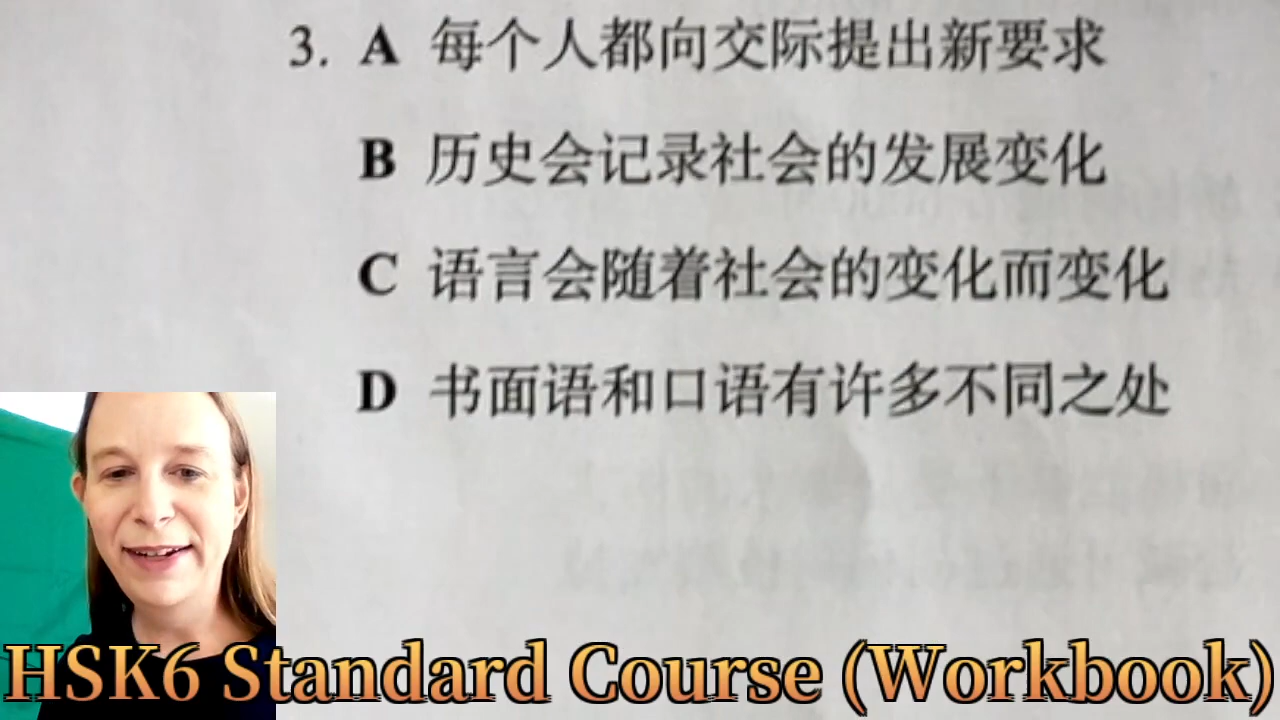 3. A 每个人都向交际提出新要求
B 历史会记录社会的发展变化
C 语言会随着社会的变化而变化
D 书面语和口语有许多不同之处
HSK6 Standard Course (Workbook)